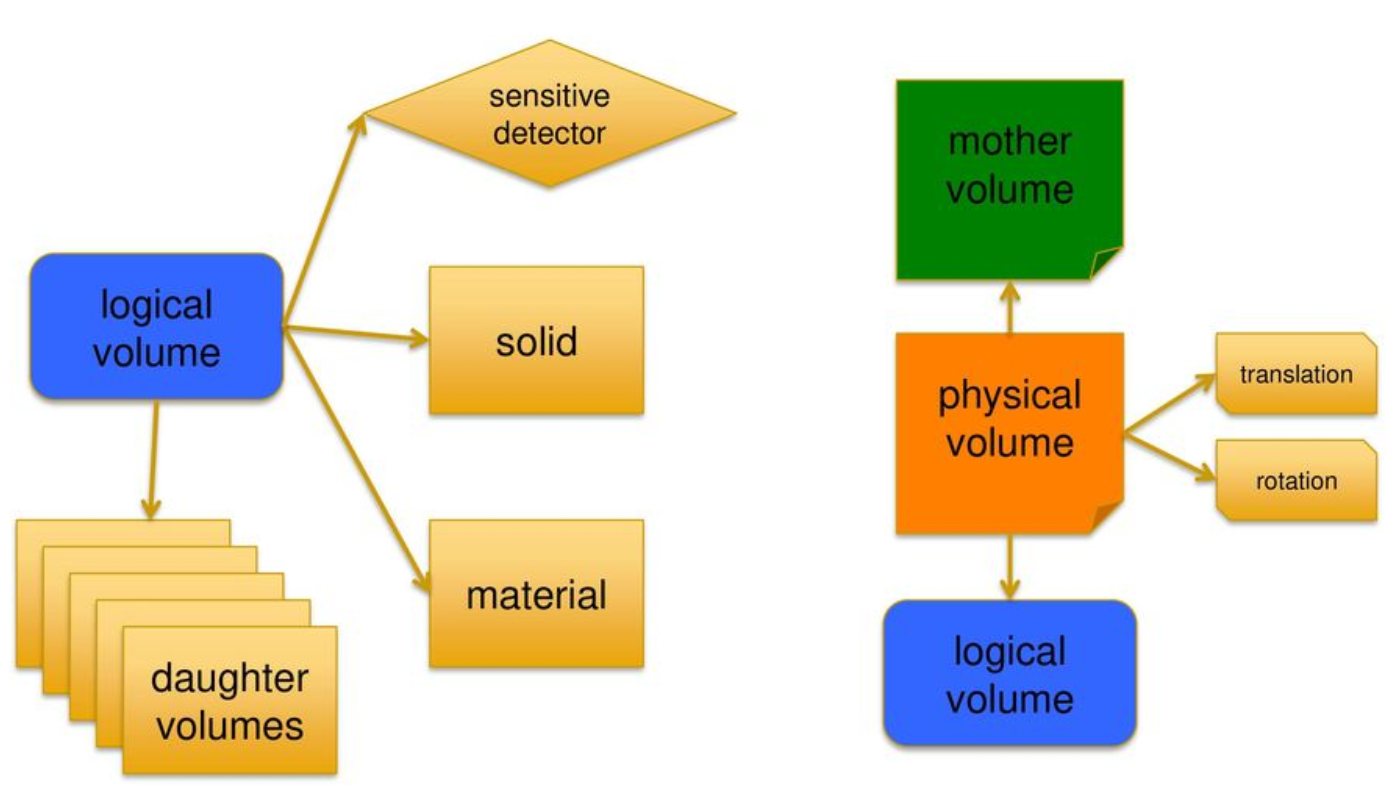 sensitive
detector
logical
volume
solid
material
daughter
volumes
mother
volume
physical
volume
translation
rotation
logical
volume